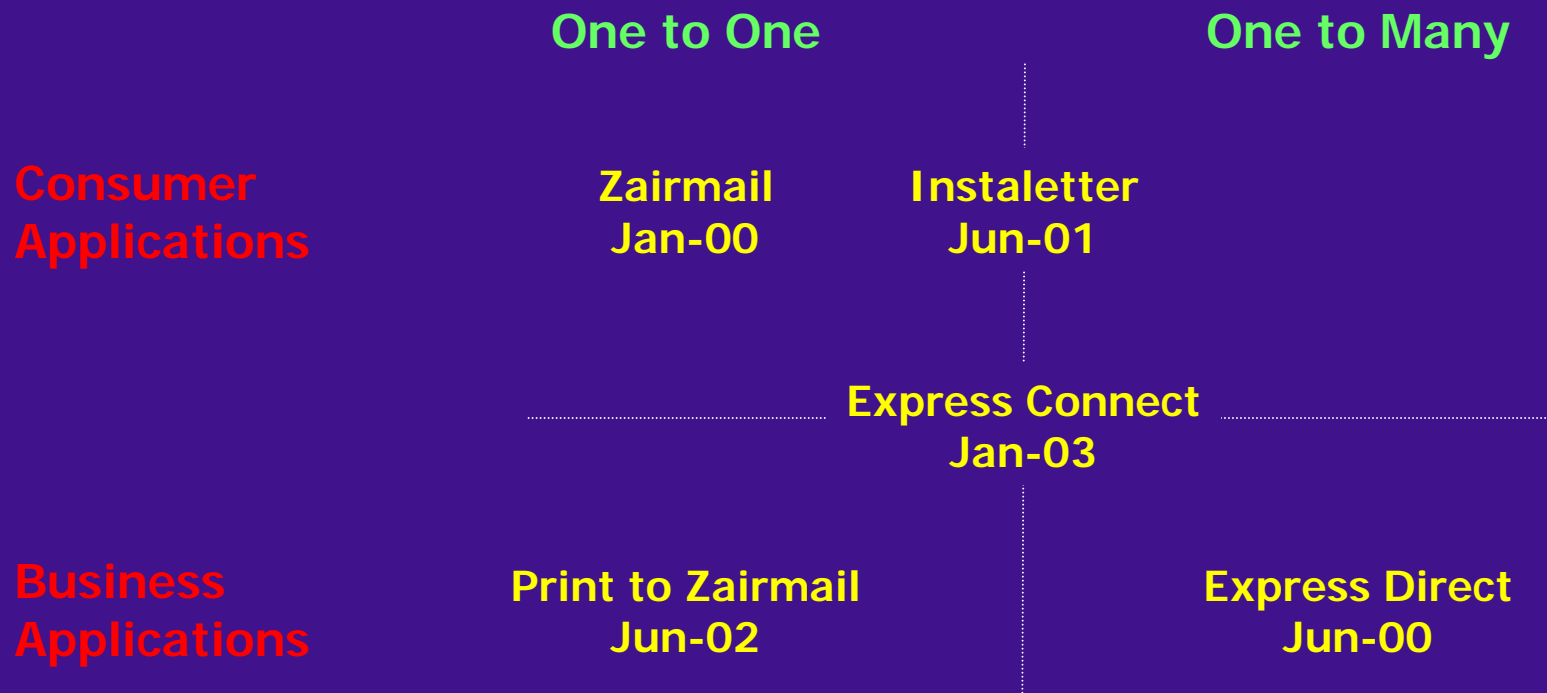 One to One
One to Many
Consumer
Applications
Zairmail
Jan-00
Instaletter
Jun-01
Express Connect
Jan-03
Business
Applications
Print to Zairmail
Jun-02
Express Direct
Jun-00